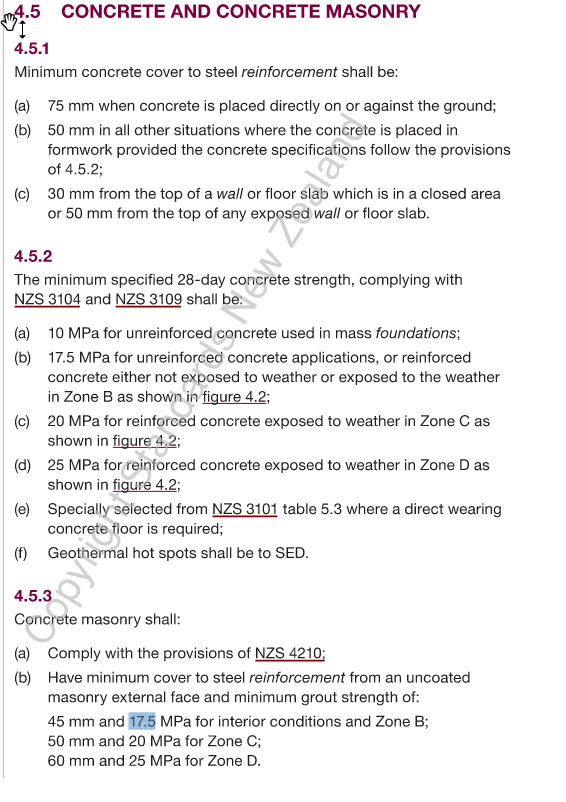 4.5 CONCRETE AND CONCRETE MASONRY
4.5.1
Minimum concrete cover to steel reinforcement shall be:
(a) 75 mm when concrete is placed directly on or against the ground;
(b) 50 mm in all other situations where the concrete is placed in
formwork provided the concrete specifications follow the provisions
of 4.5.2;
(c) 30 mm from the top of a wall or floor slab which is in a closed area
or 50 mm from the top of any exposed wall or floor slab.
4.5.2
The minimum specified 28-day concrete strength, complying with
NZS 3104 and NZS 3109 shall be:
(a) 10 MPa for unreinforced concrete used in mass foundations;
(b) 17.5 MPa for unreinforced concrete applications, or reinforced
concrete either not exposed to weather or exposed to the weather
in Zone B as shown in figure 4.2;
(c) 20 MPa for reinforced concrete exposed to weather in Zone C as
shown in figure 4.2;
(d) 25 MPa for reinforced concrete exposed to weather in Zone D as
shown in figure 4.2;
(e) Specially selected from NZS 3101 table 5.3 where a direct wearing
concrete floor is required;
(f) Geothermal hot spots shall be to SED.
4.5.3
Concrete masonry shall:
(a) Comply with the provisions of NZS 4210;
(b) Have minimum cover to steel reinforcement from an uncoated
masonry external face and minimum grout strength of:
45 mm and 17.5 MPa for interior conditions and Zone B;
50 mm and 20 MPa for Zone C;
60 mm and 25 MPa for Zone D.
Copyright Standards New Zealand